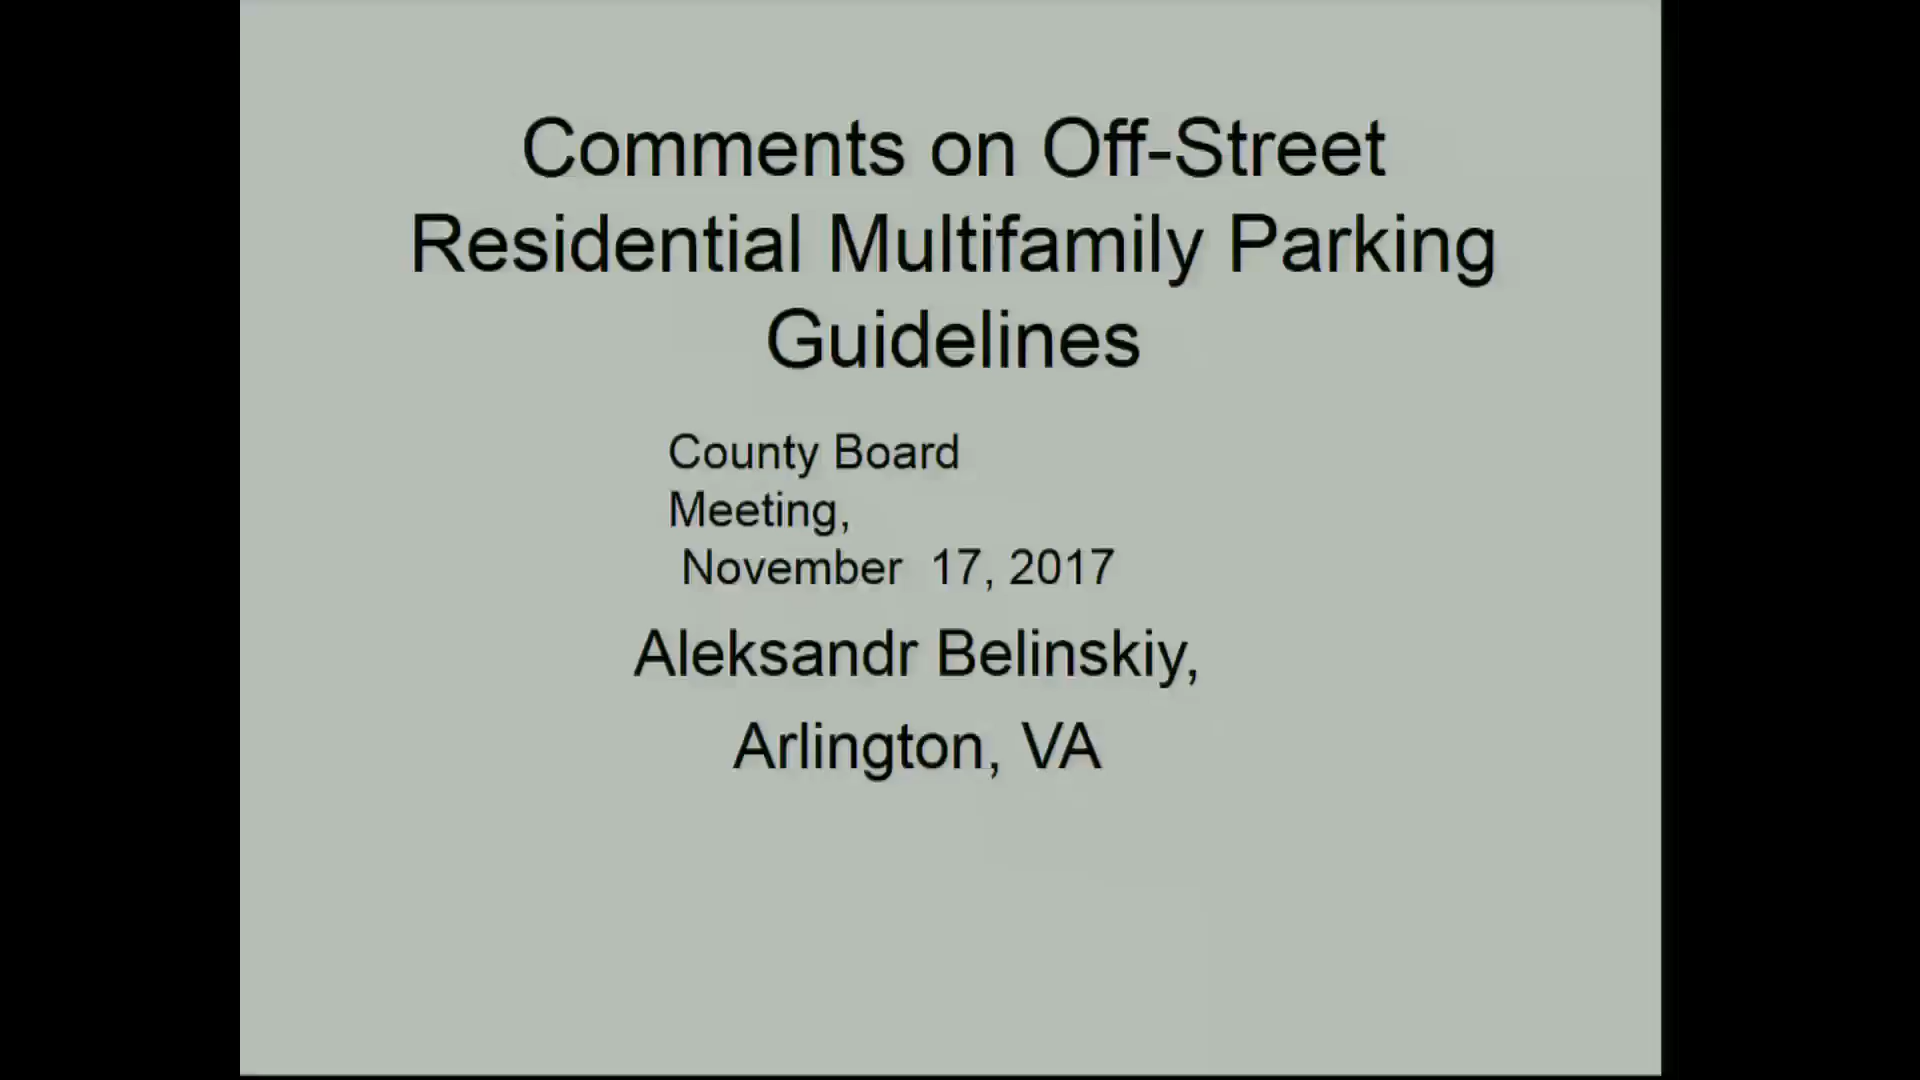 Comments on Off-Street
Residential Multifamily Parking
Guidelines
County Board
Meeting,
November 17, 2017
Aleksandr Belinskiy,
Arlington, VA